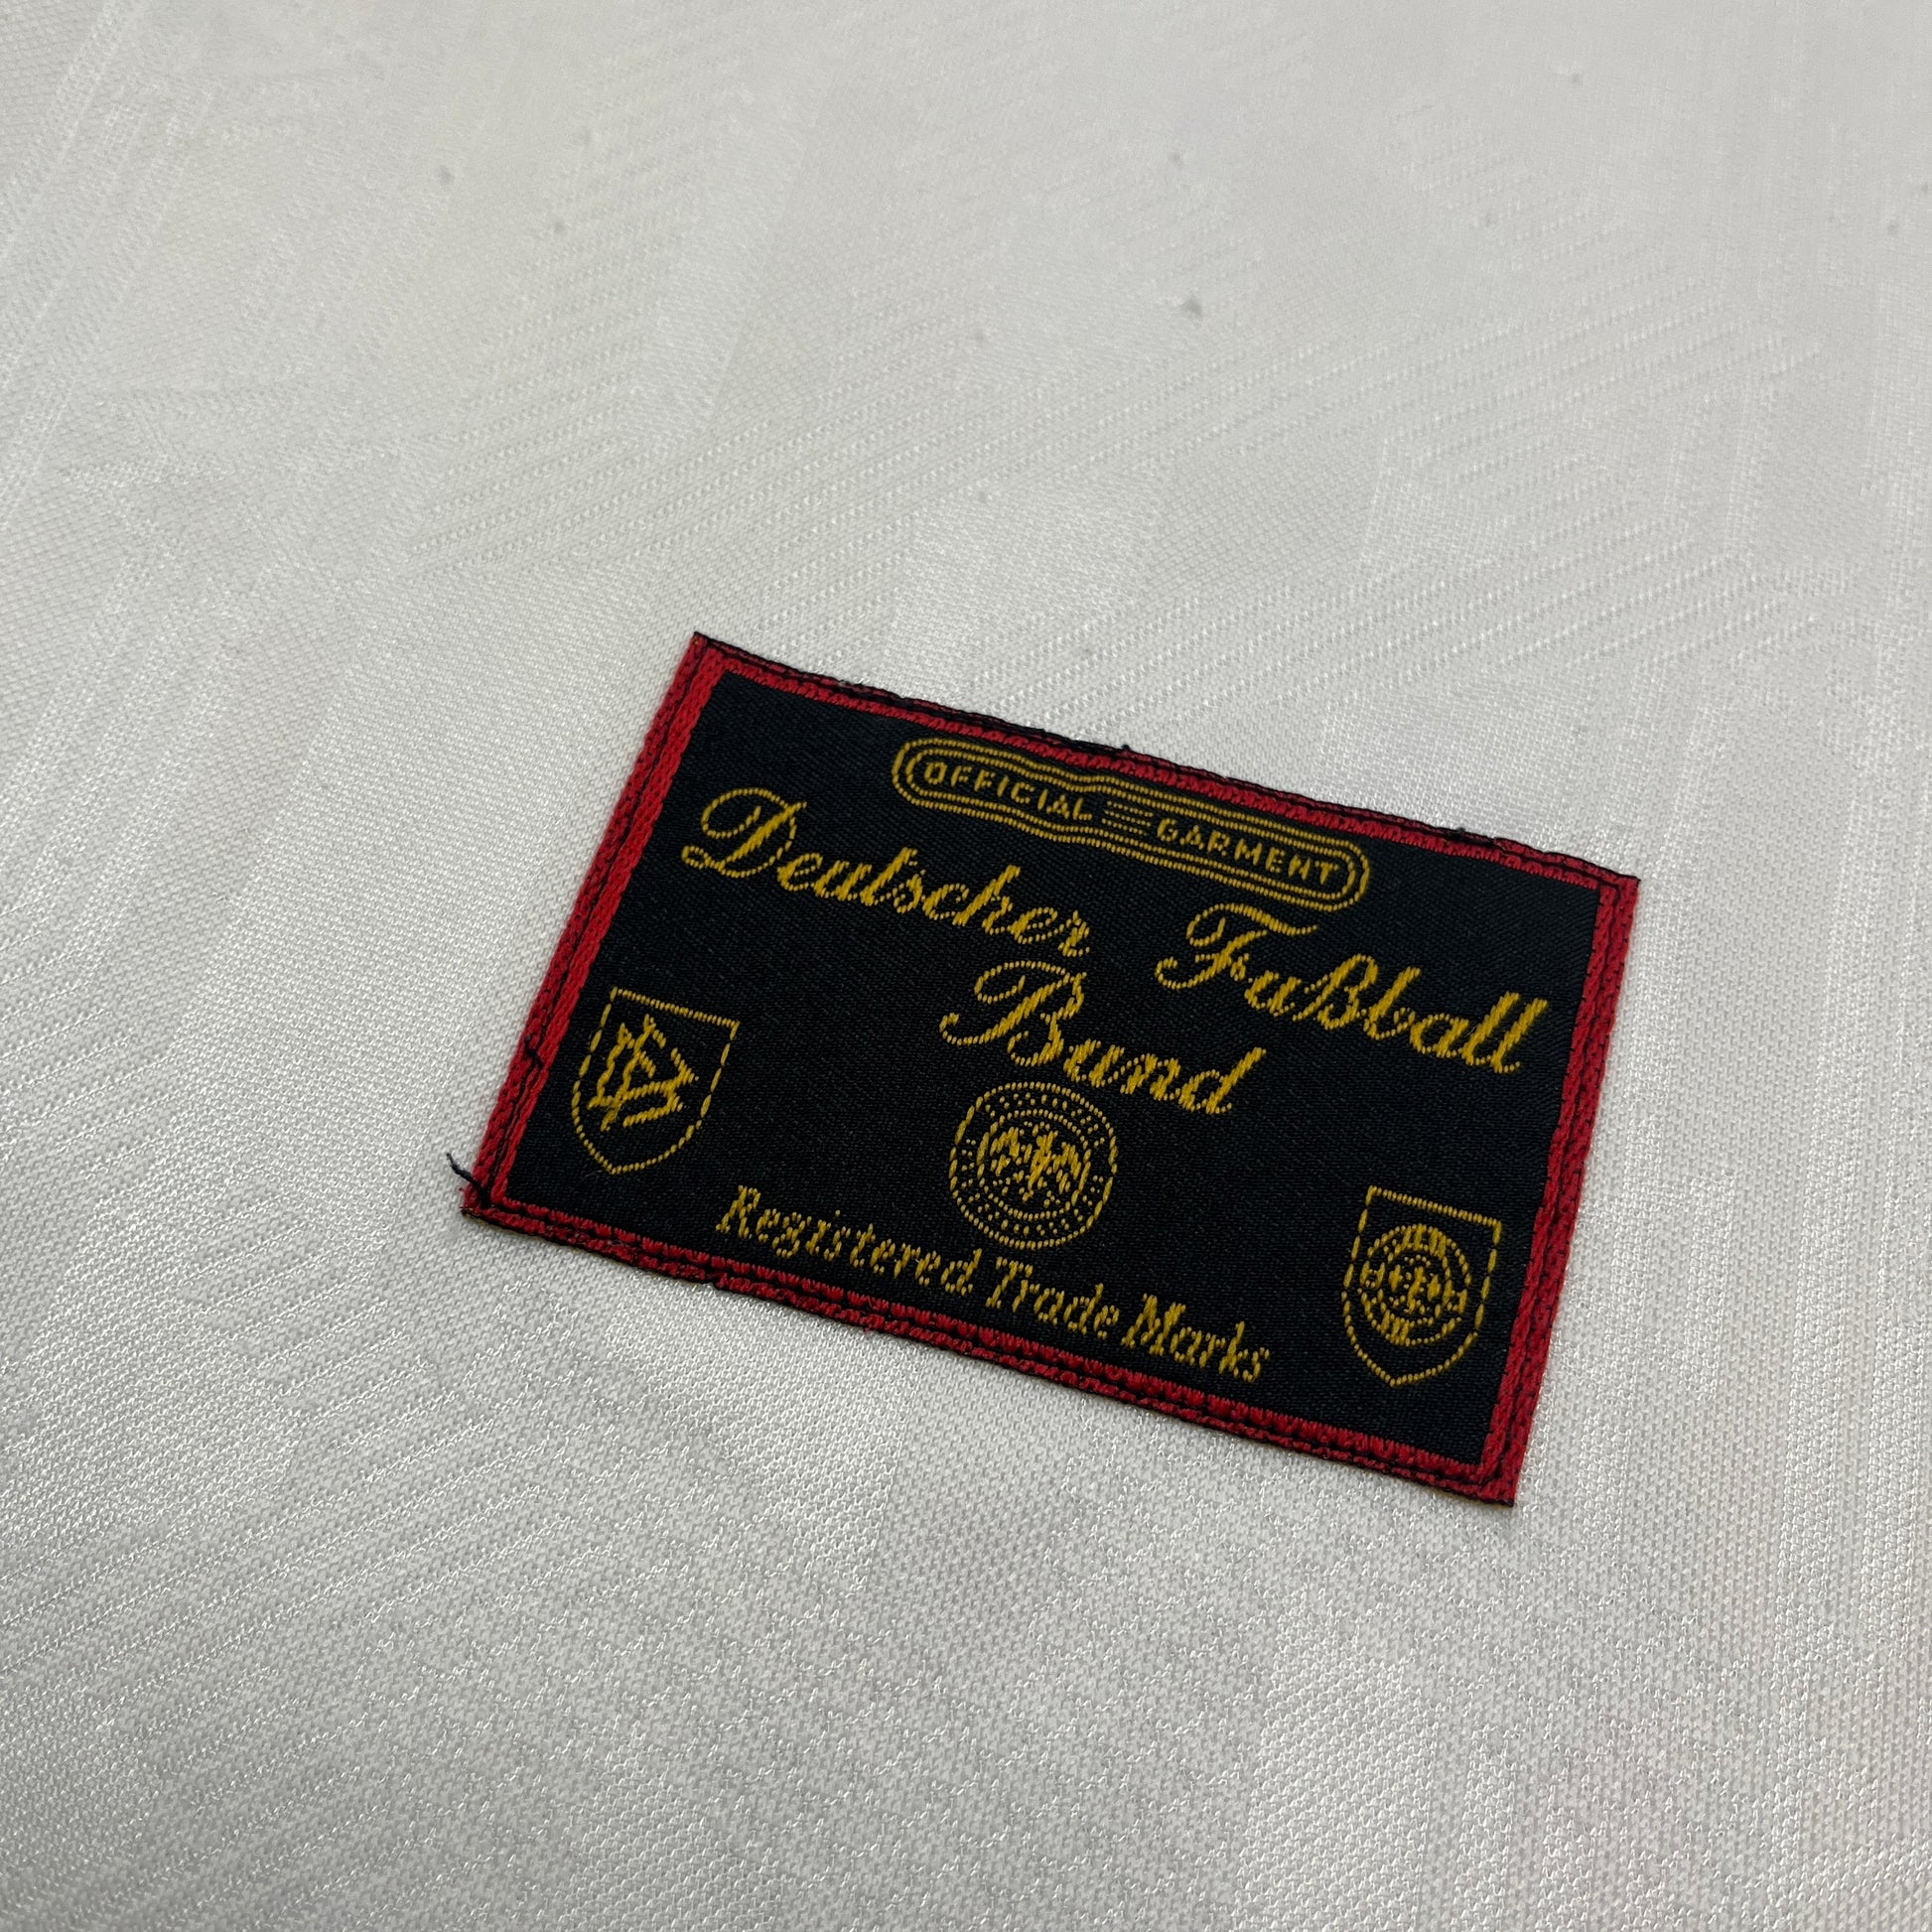 OFFICIAL GARMENT
Deutscher Fußball
Bund
Registered Trade Marks